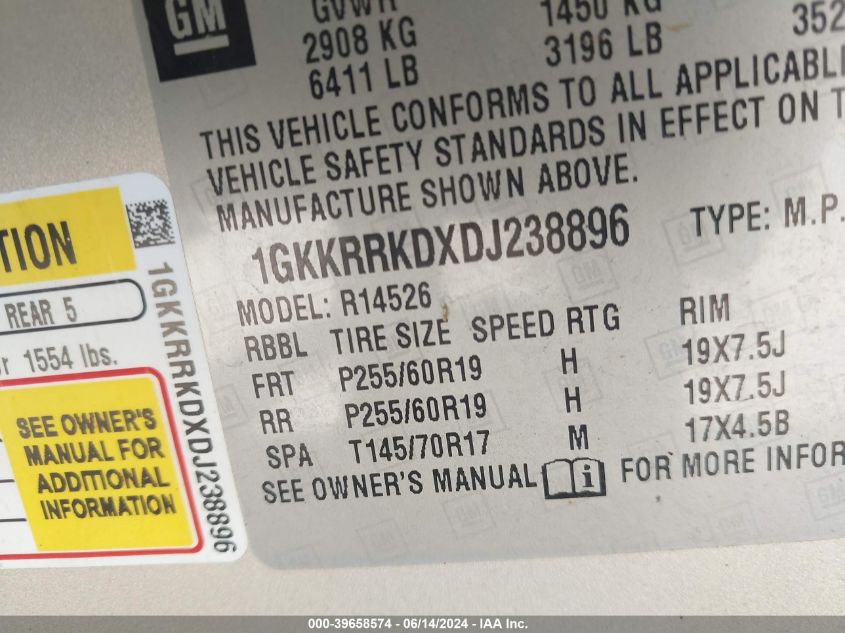 GM
GVWR
2908 KG
6411 LB
1450 KG
3196 LB
352
THIS VEHICLE CONFORMS TO ALL APPLICABLE
VEHICLE SAFETY STANDARDS IN EFFECT ON T
MANUFACTURE SHOWN ABOVE.
1GKKRRKDXDJ238896 TYPE: M.P.
MODEL: R14526
RBBL TIRE SIZE SPEED RTG RIM
FRT P255/60R19 H 19X7.5J
RR P255/60R19 H 19X7.5J
SPA T145/70R17 M 17X4.5B
SEE OWNER'S MANUAL i FOR MORE INFOR
TION
REAR 5
r 1554 lbs.
SEE OWNER'S
MANUAL FOR
ADDITIONAL
INFORMATION
1GKKRRKDXDJ238896
000-39658574 - 06/14/2024 - IAA Inc.